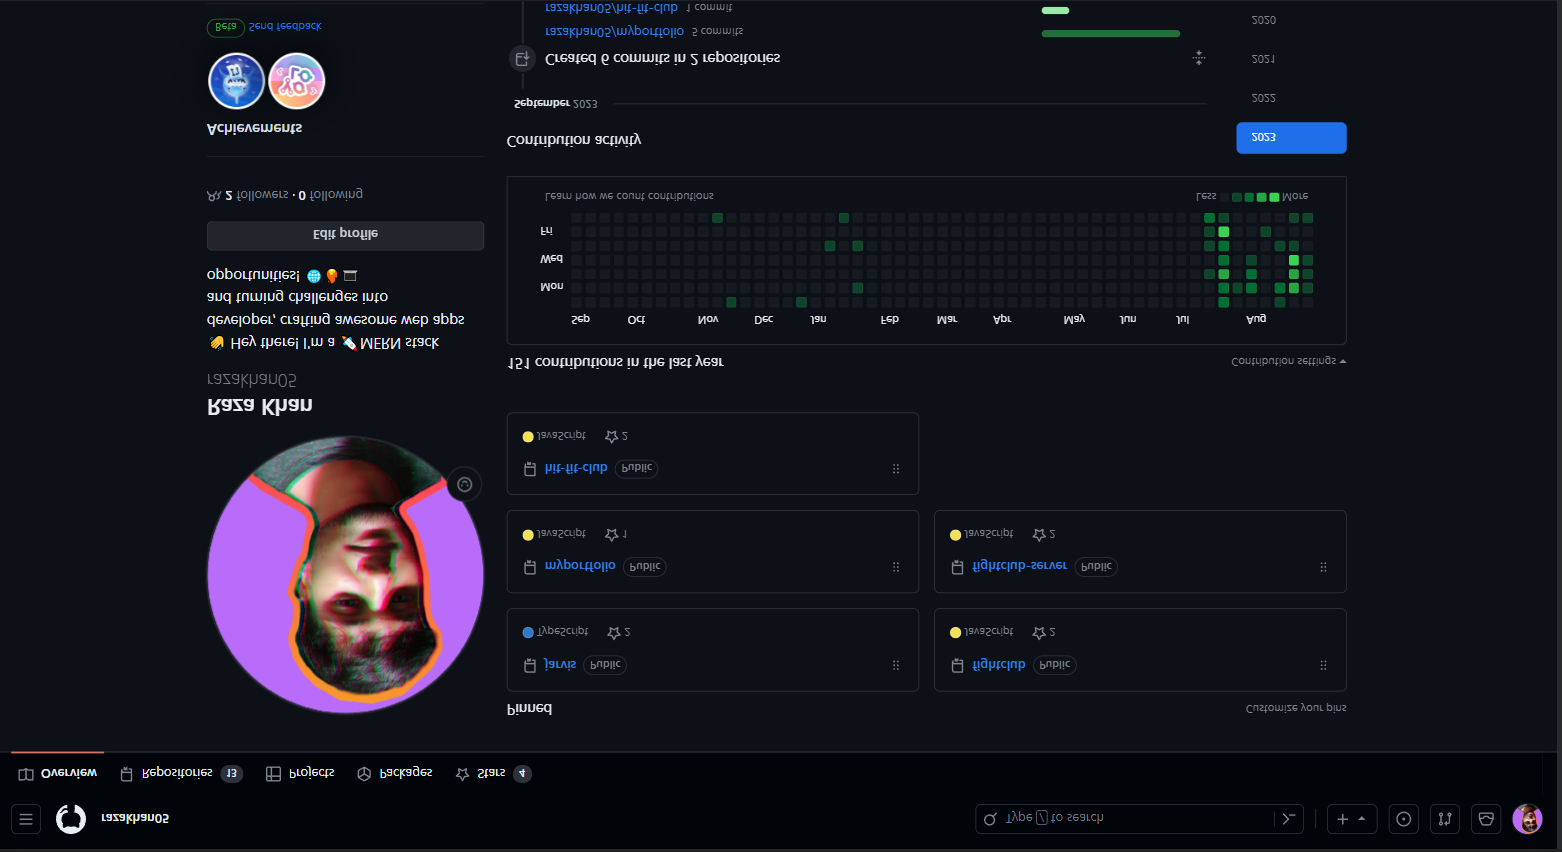 razakhan05
Type / to search
Overview
Repositories 13
Projects
Packages
Stars 4
Raza Khan
razakhan05
👋 Hey there! I'm a 🚀 MERN stack
developer, crafting awesome web apps
and turning challenges into
opportunities! 🌐
Edit profile
2 followers · 0 following
Achievements
Beta Send feedback
Pinned
Customize your pins
jarvis Public
TypeScript 2
fightclub Public
JavaScript 2
myportfolio Public
JavaScript 1
fightclub-server Public
JavaScript 2
hit-fit-club Public
JavaScript 2
151 contributions in the last year
Contribution settings
Sep Oct Nov Dec Jan Feb Mar Apr May Jun Jul Aug
Mon
Wed
Fri
Learn how we count contributions
Less More
Contribution activity
2023
2022
2021
2020
September 2023
Created 6 commits in 2 repositories
razakhan05/myportfolio 5 commits
razakhan05/hit-fit-club 1 commit